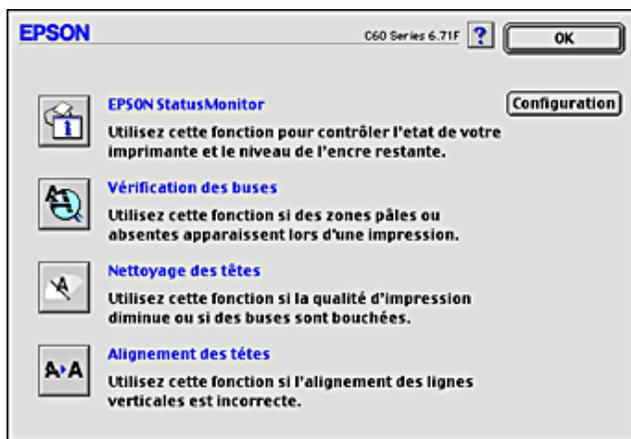 EPSON
C60 Series 6.71F
?
OK
EPSON StatusMonitor
Configuration
Utilisez cette fonction pour contrôler l'etat de votre
imprimante et le niveau de l'encre restante.
Vérification des buses
Utilisez cette fonction si des zones pâles ou
absentes apparaissent lors d'une impression.
Nettoyage des têtes
Utilisez cette fonction si la qualité d'impression
diminue ou si des buses sont bouchées.
Alignement des tétes
Utilisez cette fonction si l'alignement des lignes
verticales est incorrecte.
A▸A